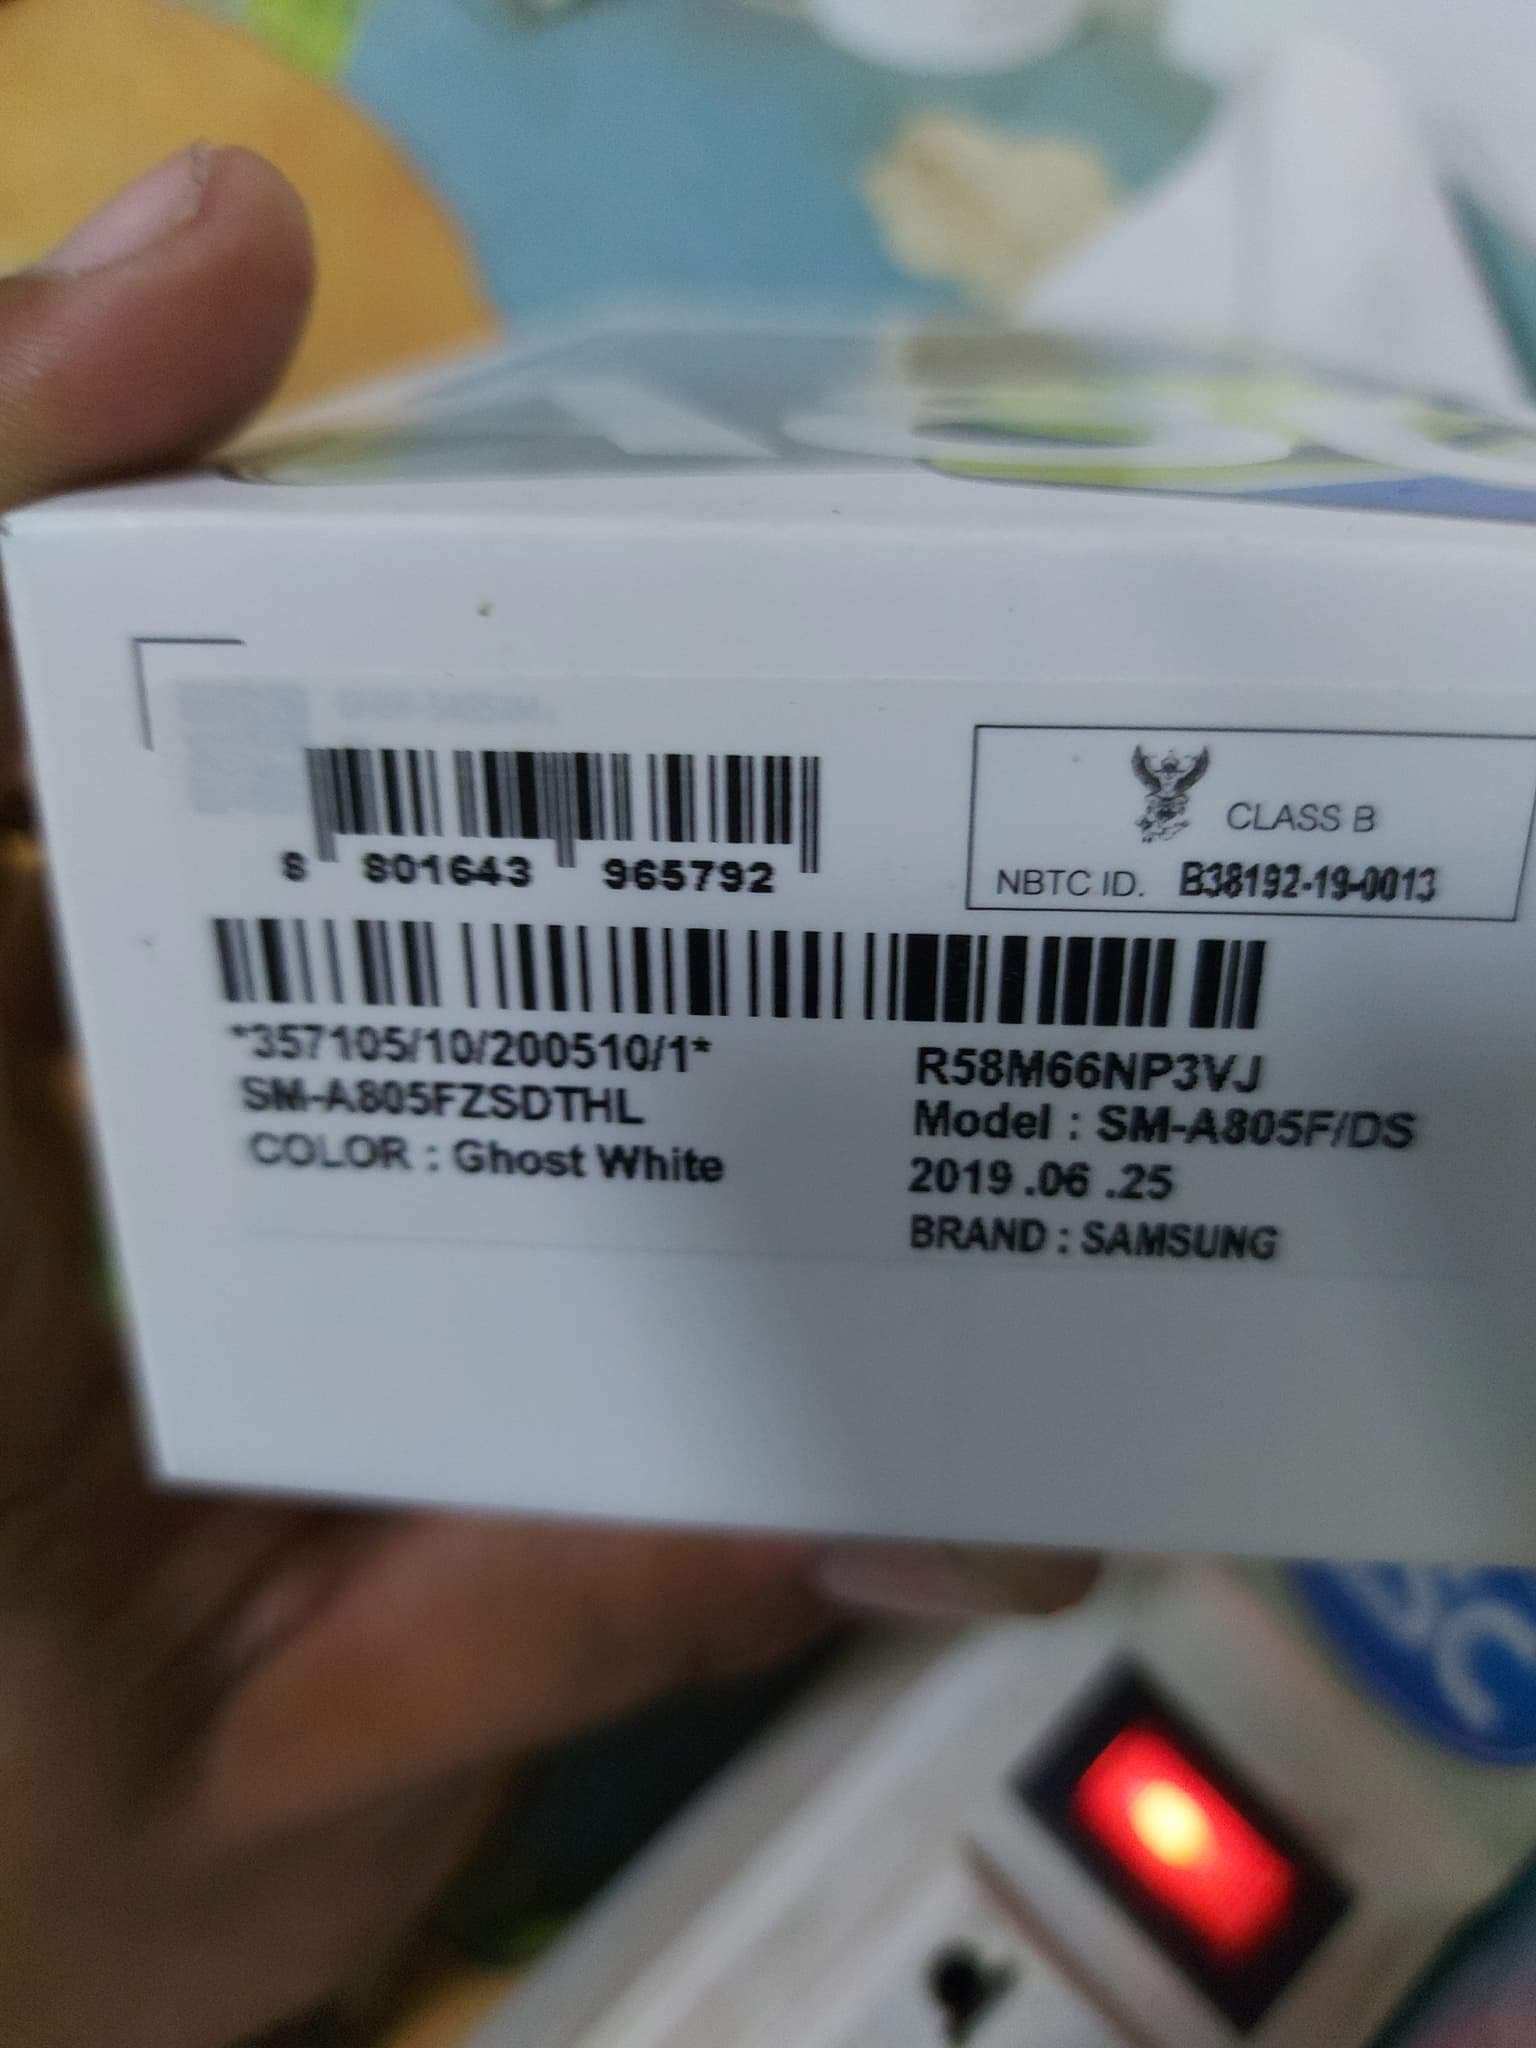 CLASS B
NBTC ID. B38192-19-0013
8 801643 965792
*357105/10/200510/1*
SM-A805FZSDTHL
COLOR : Ghost White
R58M66NP3VJ
Model : SM-A805F/DS
2019 .06 .25
BRAND : SAMSUNG